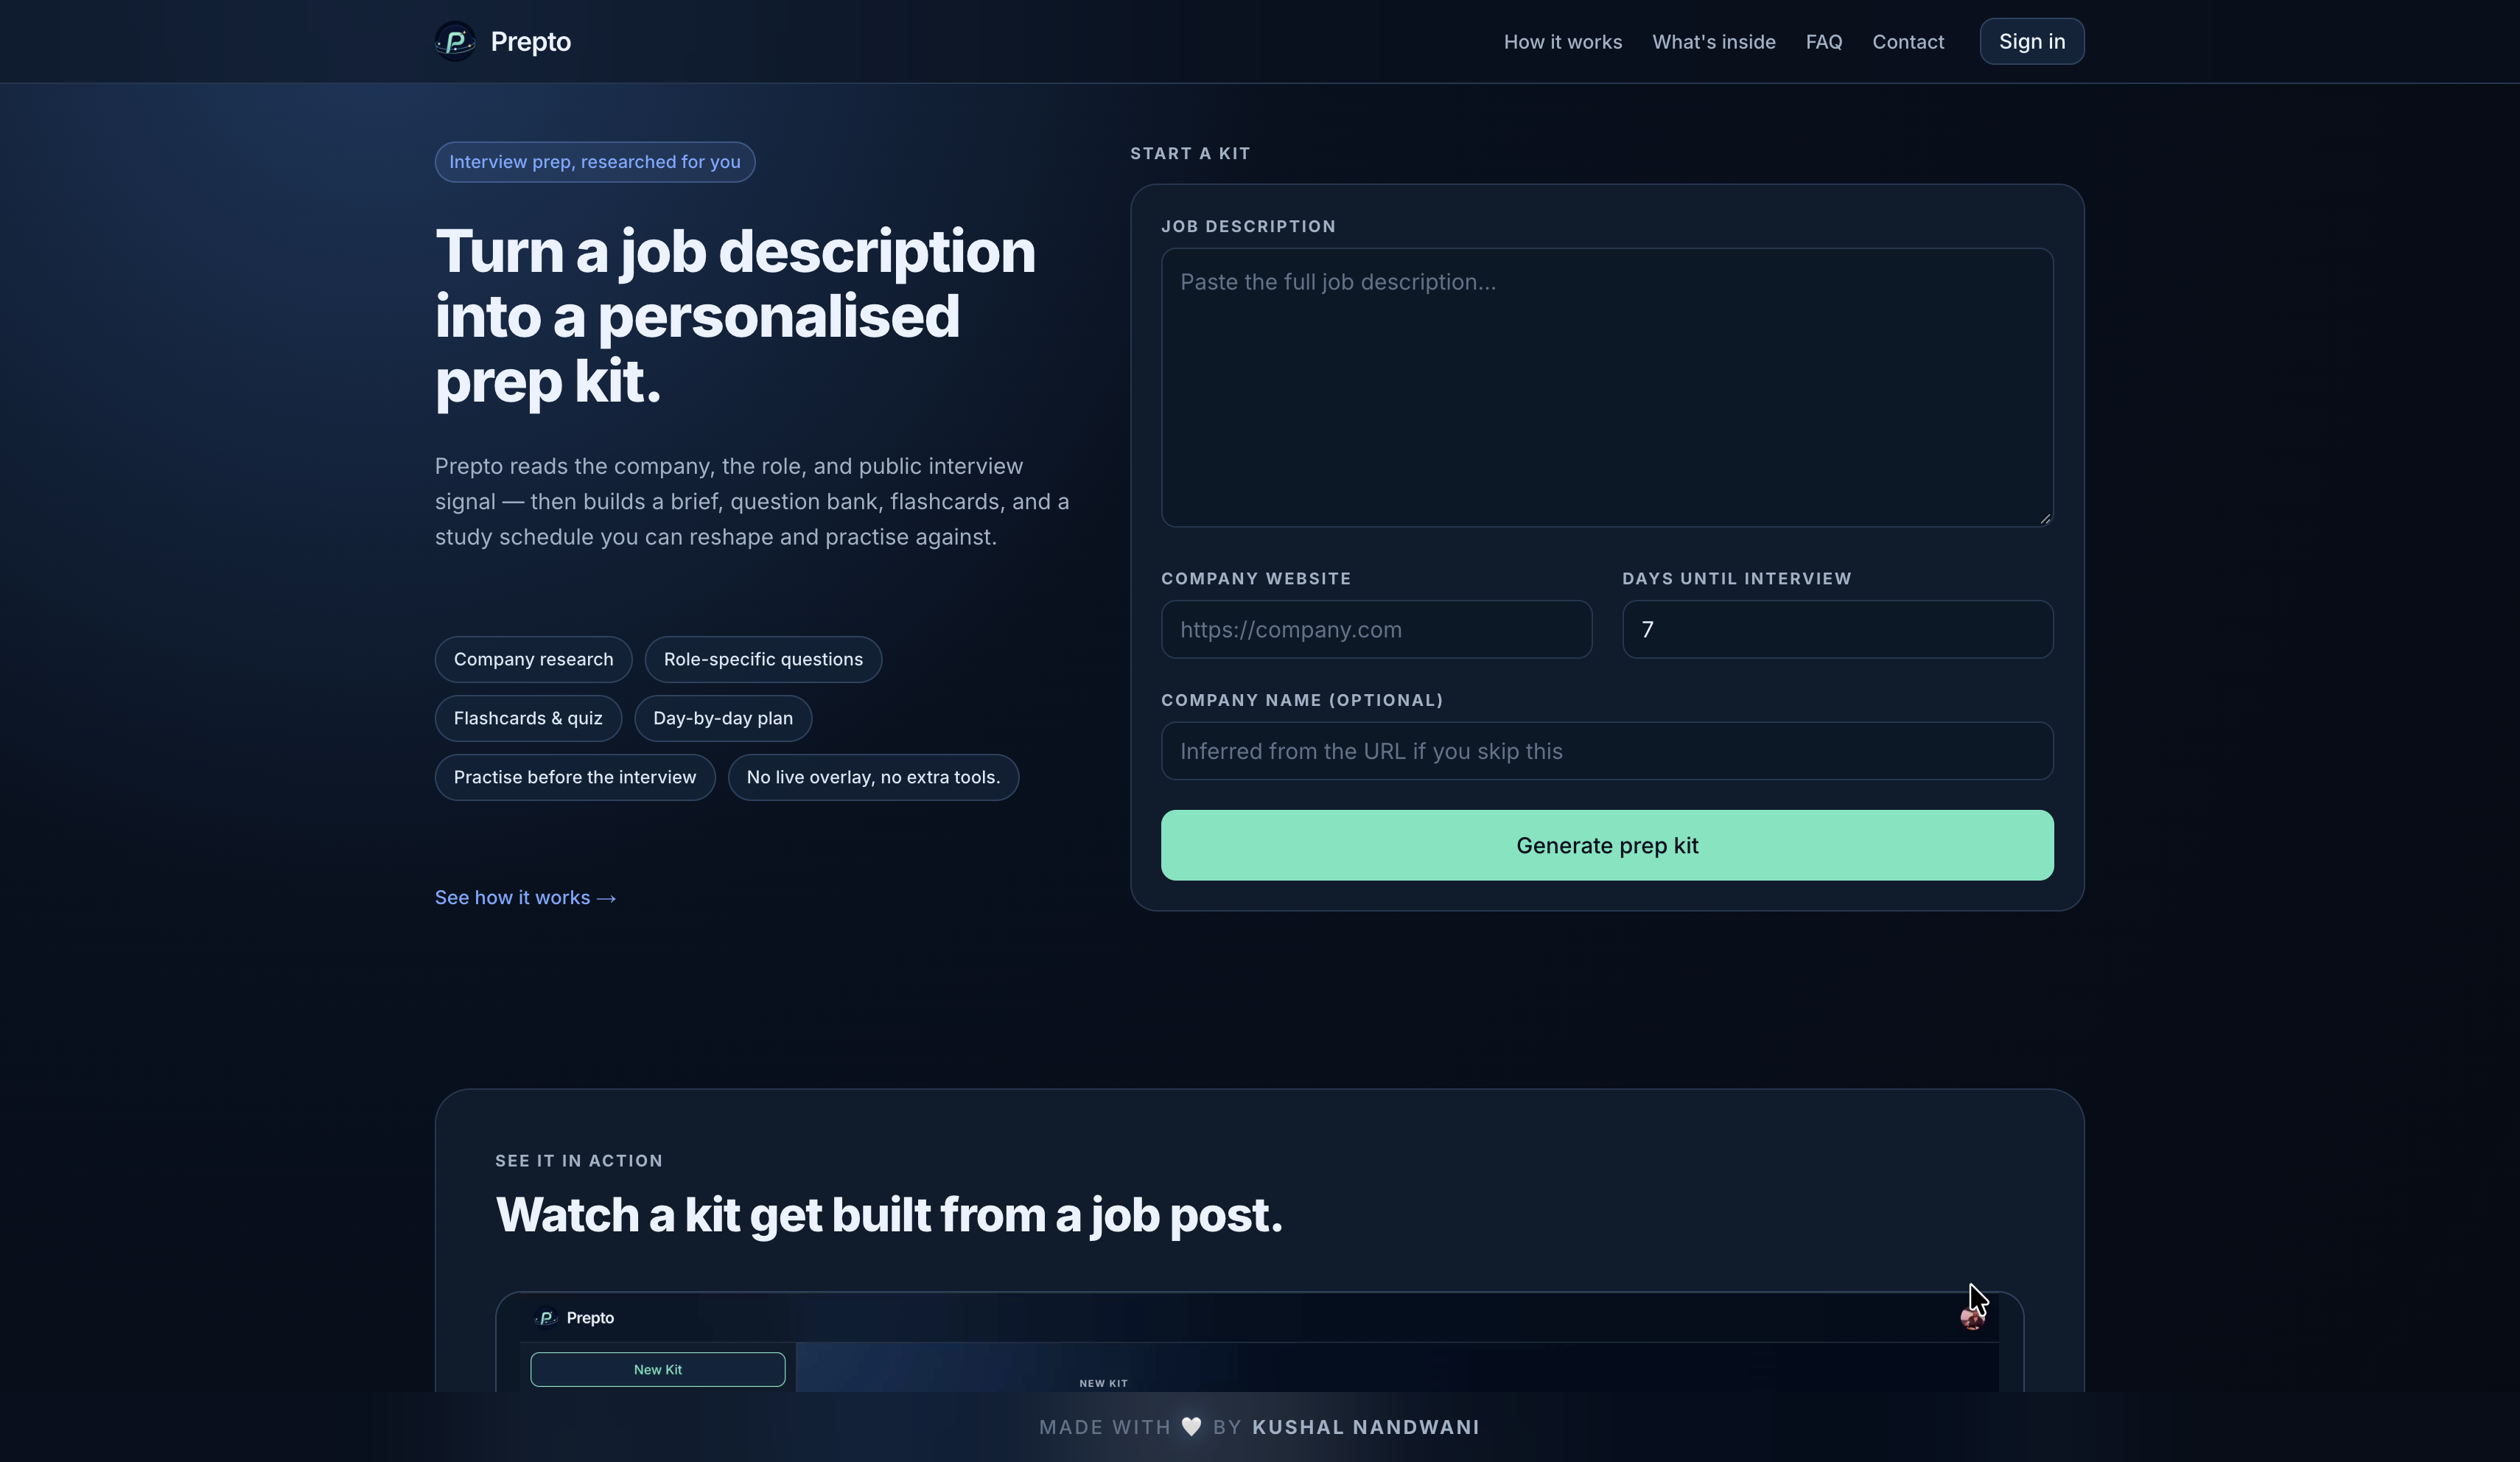 Prepto
How it works What's inside FAQ Contact Sign in
Interview prep, researched for you
Turn a job description
into a personalised
prep kit.
Prepto reads the company, the role, and public interview
signal — then builds a brief, question bank, flashcards, and a
study schedule you can reshape and practise against.
Company research Role-specific questions
Flashcards & quiz Day-by-day plan
Practise before the interview No live overlay, no extra tools.
See how it works →
START A KIT
JOB DESCRIPTION
Paste the full job description...
COMPANY WEBSITE DAYS UNTIL INTERVIEW
https://company.com 7
COMPANY NAME (OPTIONAL)
Inferred from the URL if you skip this
Generate prep kit
SEE IT IN ACTION
Watch a kit get built from a job post.
Prepto
New Kit
NEW KIT
MADE WITH 🤍 BY KUSHAL NANDWANI